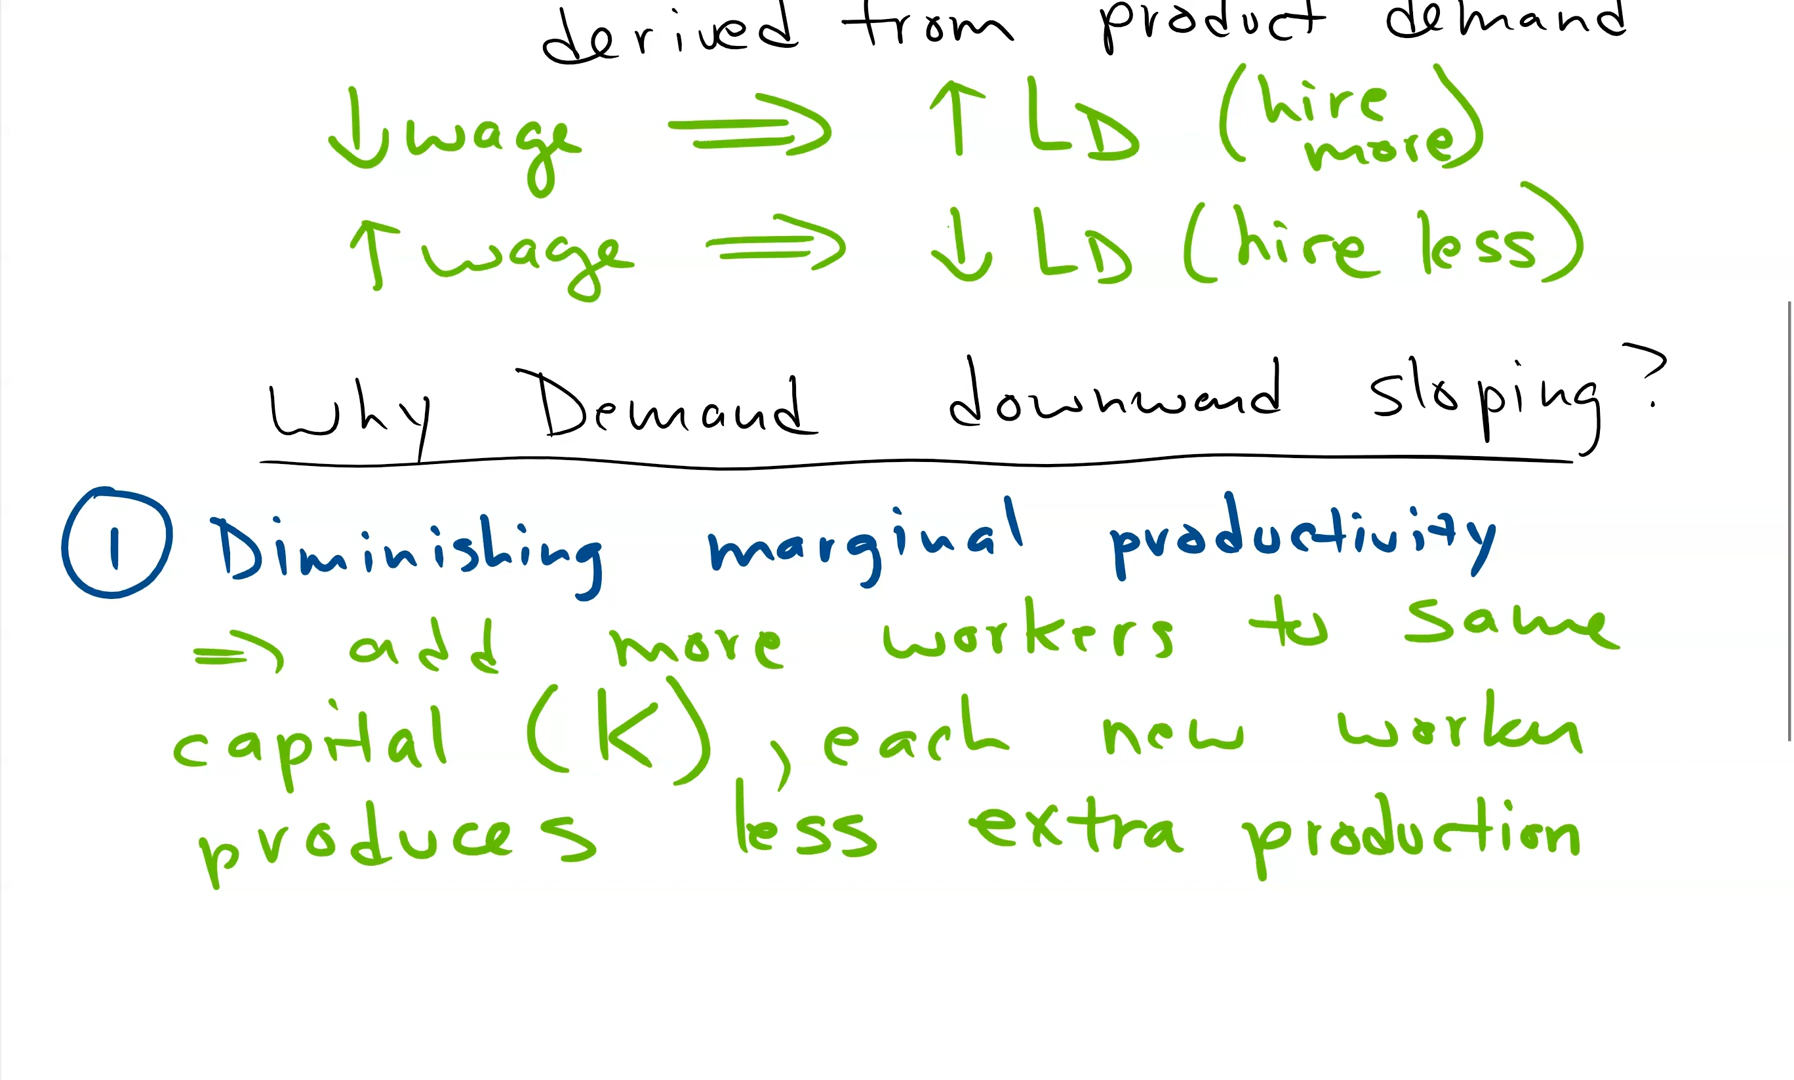 derived from product demand
↓ wage ⟹ ↑ LD (hire more)
↑ wage ⟹ ↓ LD (hire less)
Why Demand downward sloping?
① Diminishing marginal productivity
⇒ add more workers to same
capital (K), each new worker
produces less extra production